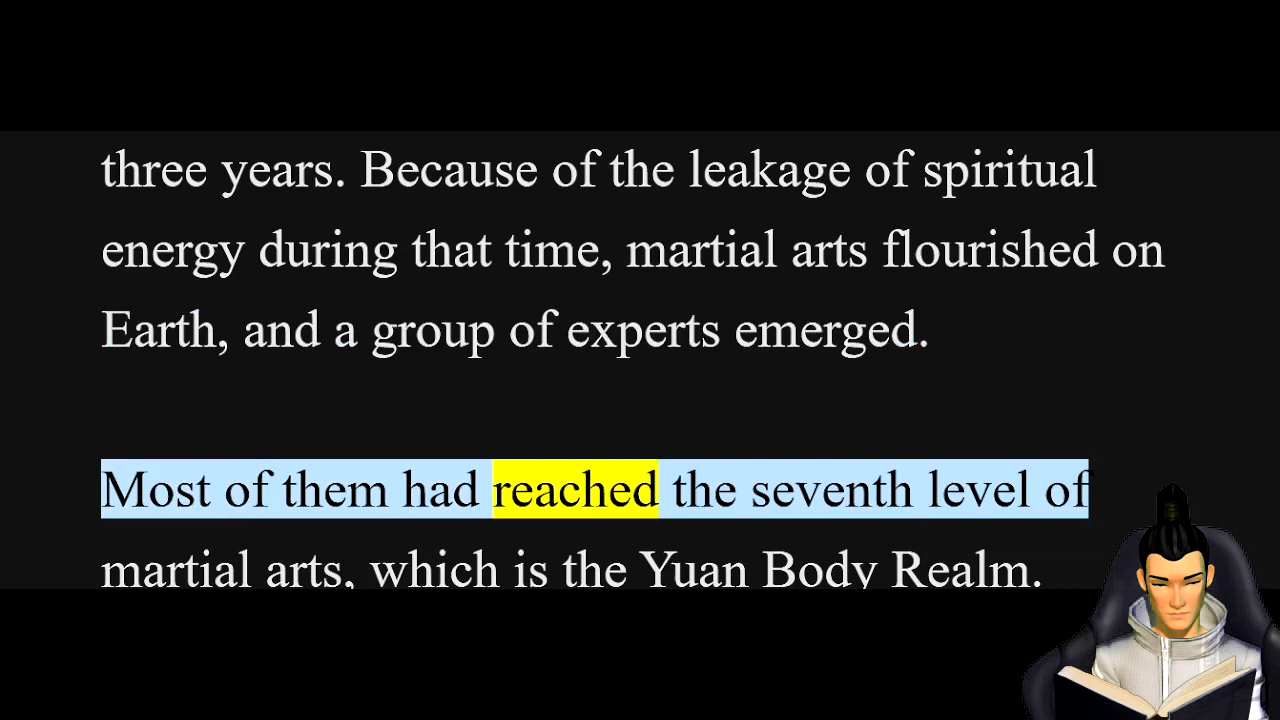 three years. Because of the leakage of spiritual
energy during that time, martial arts flourished on
Earth, and a group of experts emerged.
Most of them had reached the seventh level of
martial arts, which is the Yuan Body Realm.